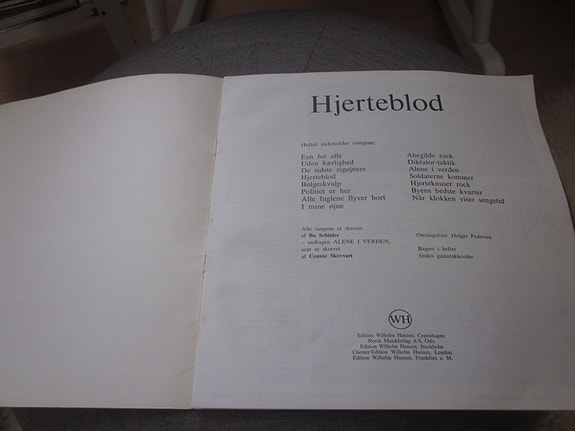 Hjerteblod
Heftet indeholder sangene:
Een for alle
Uden kærlighed
De sidste zigøjnere
Hjerteblod
Bølgeskvulp
Politiet er her
Alle fuglene flyver bort
I mine øjne
Abegilde rock
Diktator-taktik
Alene i verden
Soldaterne kommer
Hjerteknuser rock
Byens bedste kvarter
Når klokken viser sengetid
Alle sangene er skrevet
af Bo Schiøler
– undtagen ALENE I VERDEN,
som er skrevet
af Connie Skovvart
Omslagsfoto: Holger Pedersen
Bagest i heftet
findes guitarakkorder
WH
Edition Wilhelm Hansen, Copenhagen
Norsk Musikforlag A/S, Oslo
Edition Wilhelm Hansen, Stockholm
Chester/Edition Wilhelm Hansen, London
Edition Wilhelm Hansen, Frankfurt a. M.